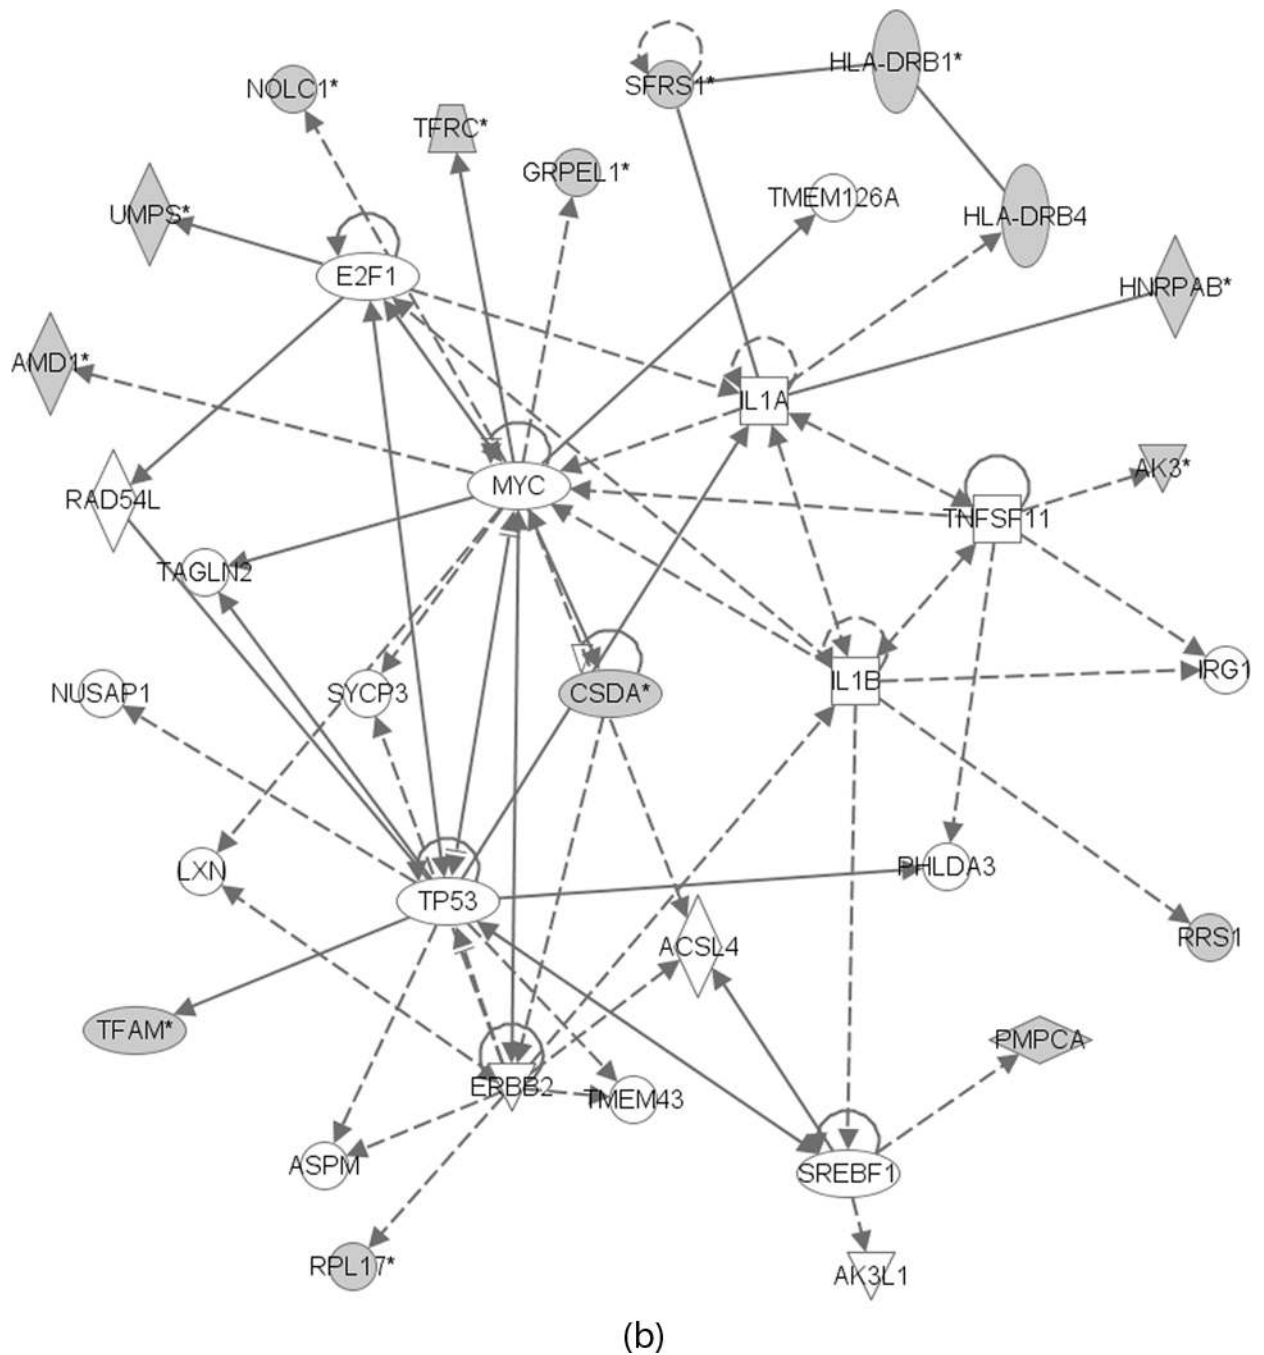 HLA-DRB1*
SFRS1*
NOLC1*
TFRC*
GRPEL1*
TMEM126A
UMPS*
HLA-DRB4
E2F1
HNRPAB*
AMD1*
IL1A
AK3*
MYC
RAD54L
TNFSF11
TAGLN2
IRG1
NUSAP1
SYCP3
CSDA*
IL1B
LXN
PHLDA3
TP53
RRS1
ACSL4
TFAM*
PMPCA
ERBB2
TMEM43
ASPM
SREBF1
RPL17*
AK3L1
(b)